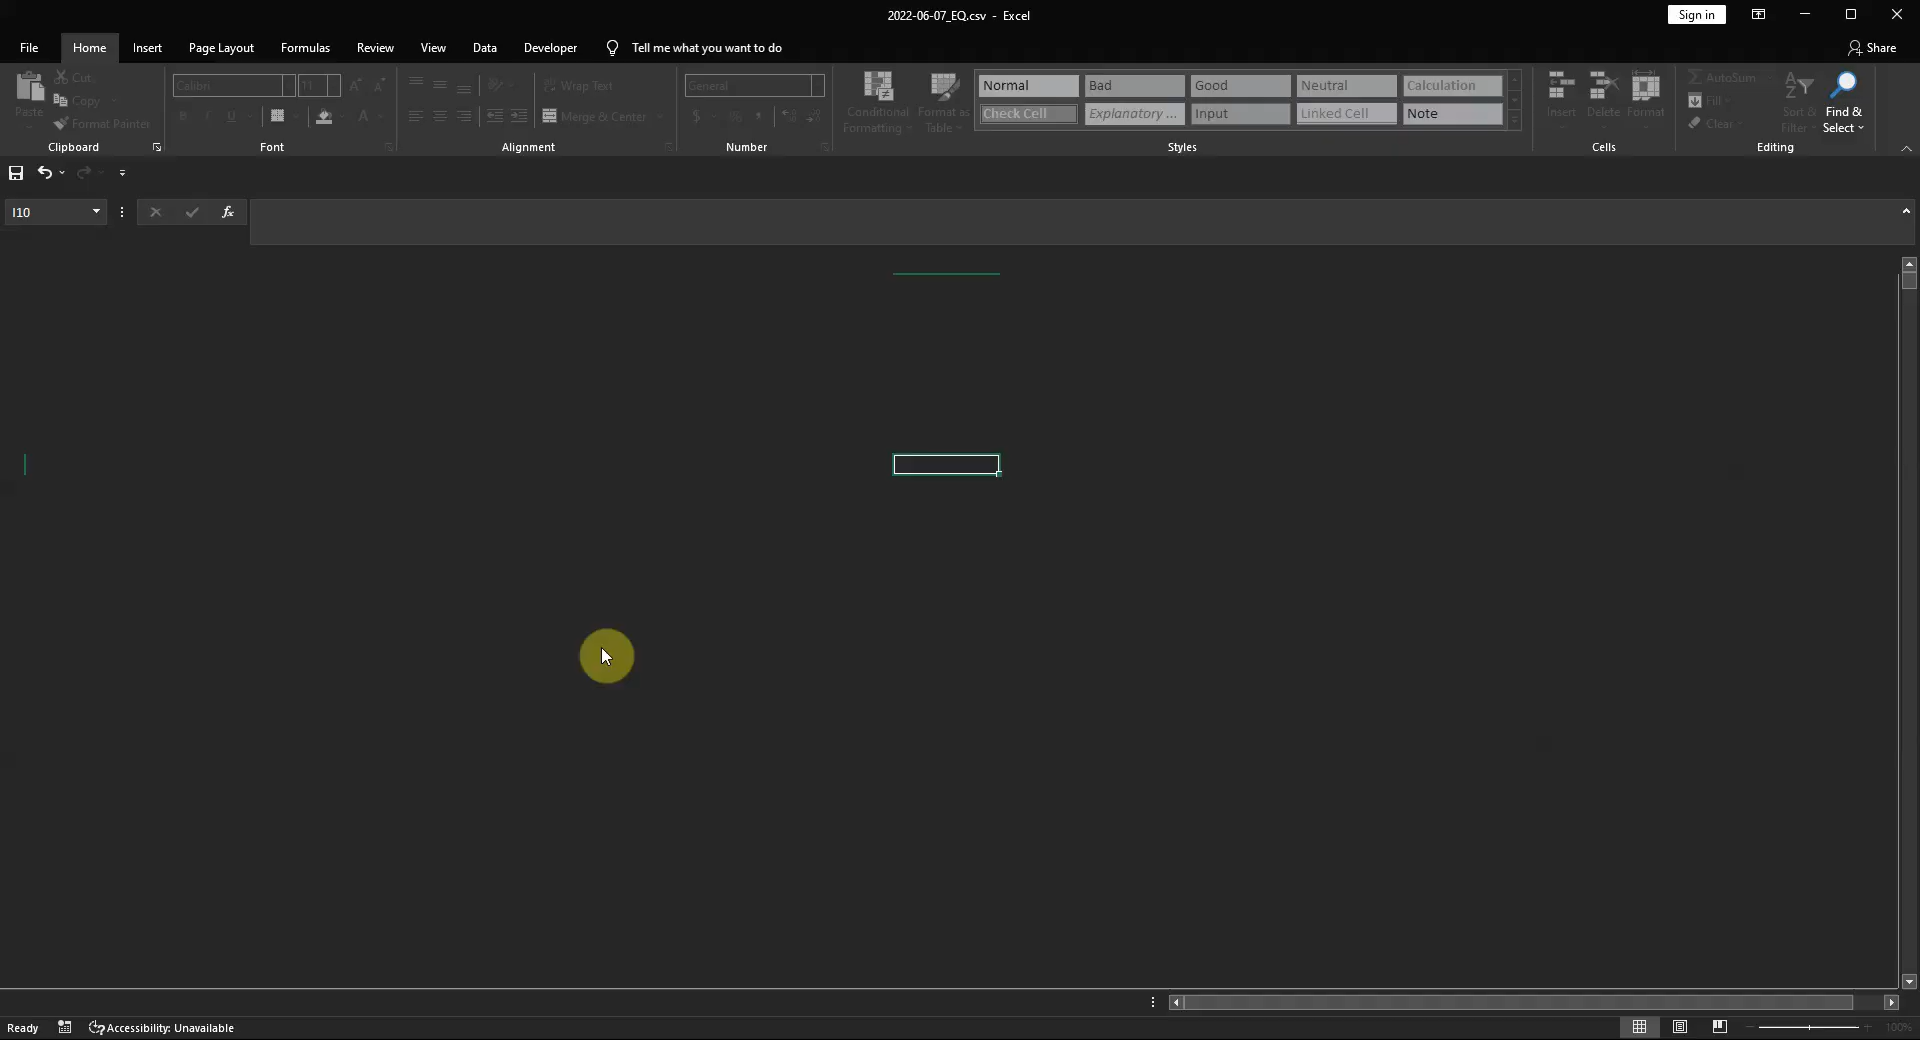 2022-06-07_EQ.csv - Excel
Sign in
File Home Insert Page Layout Formulas Review View Data Developer Tell me what you want to do Share
Paste
Cut
Copy
Format Painter
Clipboard
Calibri 11
B I U A
Font
Wrap Text
Merge & Center
Alignment
General
$ % ,
Number
Conditional Formatting
Format as Table
Normal Bad Good Neutral Calculation
Check Cell Explanatory ... Input Linked Cell Note
Styles
Insert Delete Format
Cells
AutoSum
Fill
Clear
Sort & Filter
Find & Select
Editing
I10 fx
Ready Accessibility: Unavailable 100%